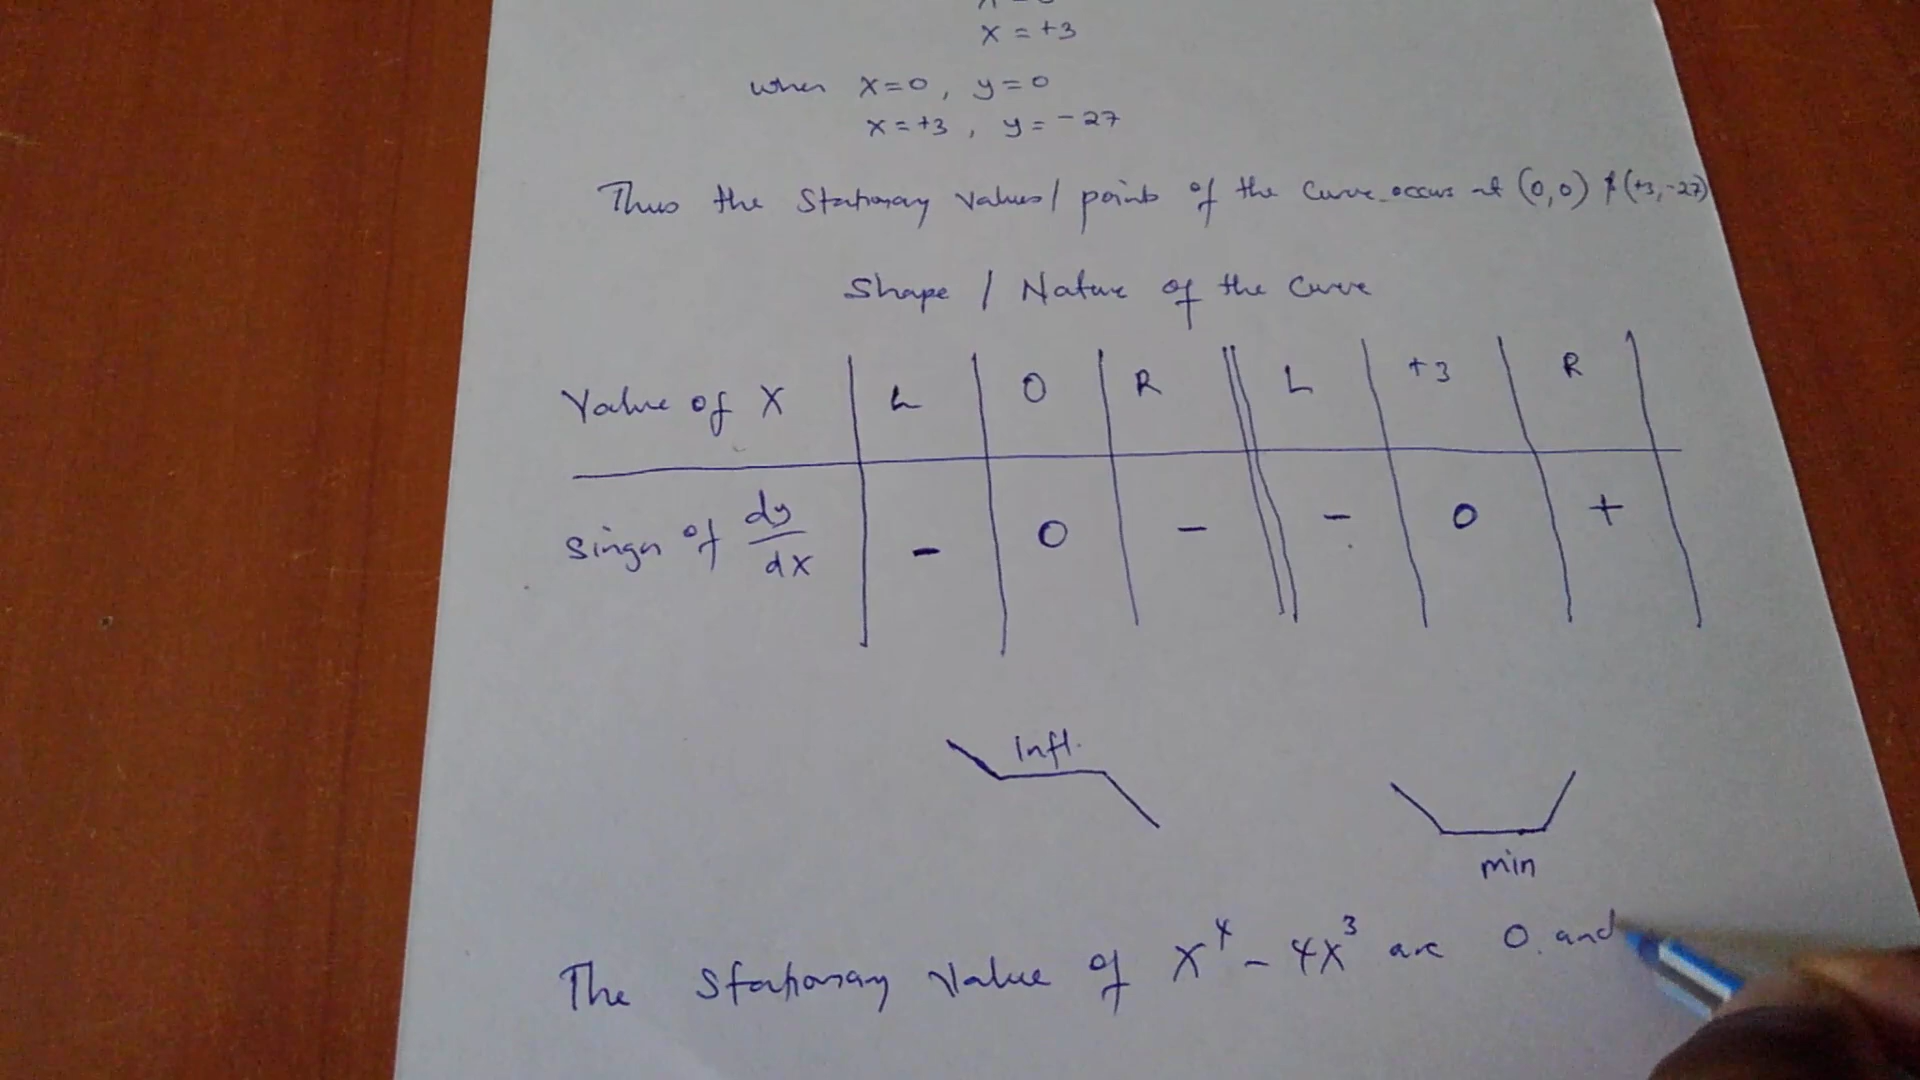 x = +3
when x=0, y=0
x=+3, y=-27
Thus the Stationary Values/ points of the Curve occurs at (0,0) & (+3,-27)
Shape / Nature of the Curve
Value of X L 0 R L +3 R
Singn of dy/dx - 0 - - 0 +
Infl.
min
The Stationary Value of x⁴ - 4x³ are 0. and